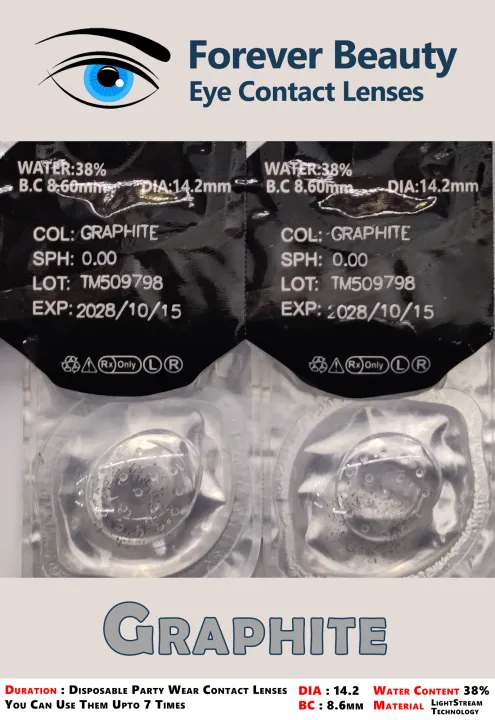 Forever Beauty
Eye Contact Lenses
WATER:38%
B.C 8.60mm DIA:14.2mm
COL: GRAPHITE
SPH: 0.00
LOT: TM509798
EXP: 2028/10/15
Rx Only L R
WATER:38%
B.C 8.60mm DIA:14.2mm
COL: GRAPHITE
SPH: 0.00
LOT: TM509798
EXP: 2028/10/15
Rx Only L R
GRAPHITE
DURATION : DISPOSABLE PARTY WEAR CONTACT LENSES
YOU CAN USE THEM UPTO 7 TIMES
DIA : 14.2
BC : 8.6MM
WATER CONTENT 38%
MATERIAL LIGHTSTREAM
TECHNOLOGY